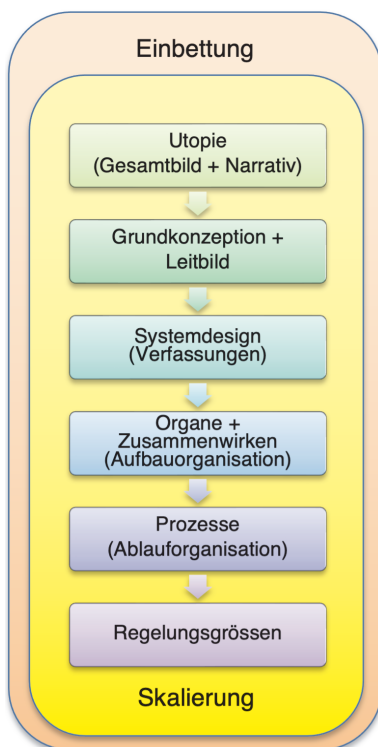 Einbettung
Utopie
(Gesamtbild + Narrativ)
Grundkonzeption +
Leitbild
Systemdesign
(Verfassungen)
Organe +
Zusammenwirken
(Aufbauorganisation)
Prozesse
(Ablauforganisation)
Regelungsgrössen
Skalierung